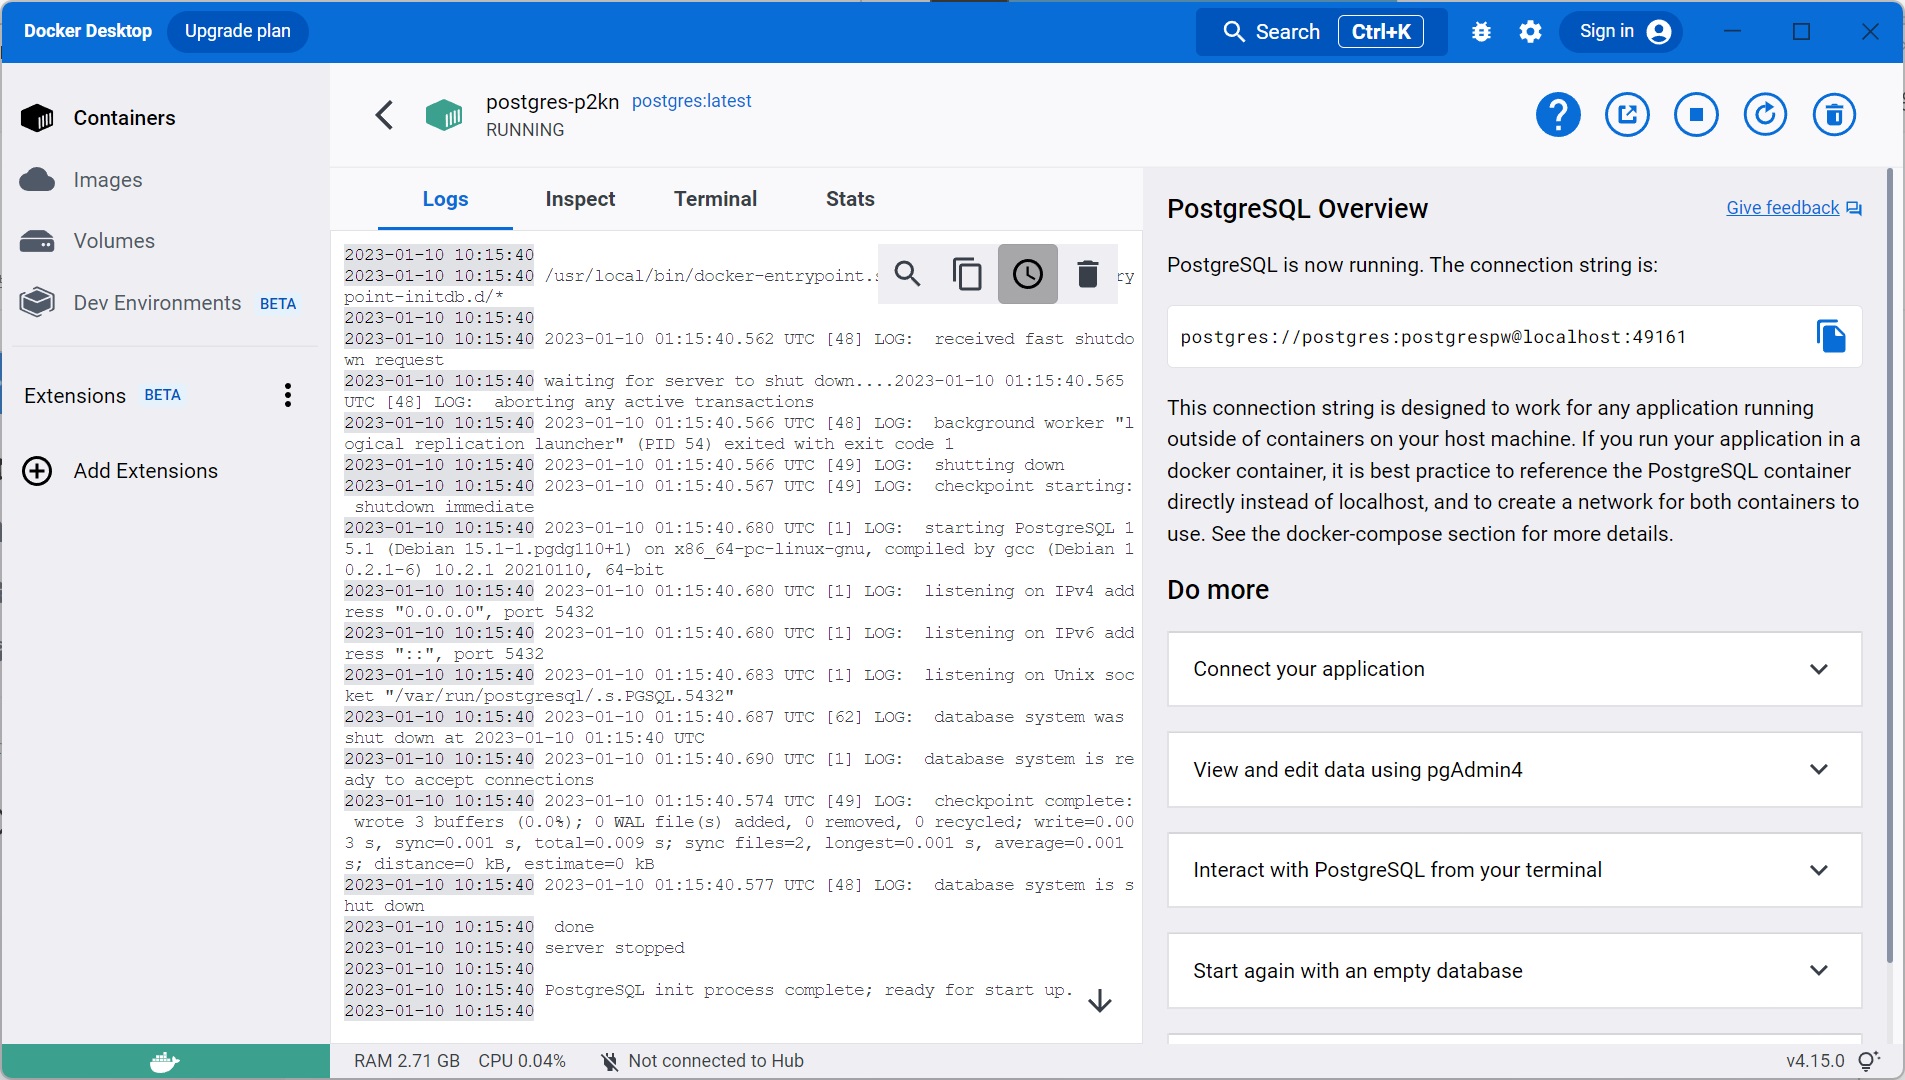 Docker Desktop
Upgrade plan
Search
Ctrl+K
Sign in
Containers
Images
Volumes
Dev Environments BETA
Extensions BETA
Add Extensions
postgres-p2kn postgres:latest
RUNNING
Logs
Inspect
Terminal
Stats
2023-01-10 10:15:40
2023-01-10 10:15:40 /usr/local/bin/docker-entrypoint.s ry
point-initdb.d/*
2023-01-10 10:15:40
2023-01-10 10:15:40 2023-01-10 01:15:40.562 UTC [48] LOG:  received fast shutdo
wn request
2023-01-10 10:15:40 waiting for server to shut down....2023-01-10 01:15:40.565
UTC [48] LOG:  aborting any active transactions
2023-01-10 10:15:40 2023-01-10 01:15:40.566 UTC [48] LOG:  background worker "l
ogical replication launcher" (PID 54) exited with exit code 1
2023-01-10 10:15:40 2023-01-10 01:15:40.566 UTC [49] LOG:  shutting down
2023-01-10 10:15:40 2023-01-10 01:15:40.567 UTC [49] LOG:  checkpoint starting:
shutdown immediate
2023-01-10 10:15:40 2023-01-10 01:15:40.680 UTC [1] LOG:  starting PostgreSQL 1
5.1 (Debian 15.1-1.pgdg110+1) on x86_64-pc-linux-gnu, compiled by gcc (Debian 1
0.2.1-6) 10.2.1 20210110, 64-bit
2023-01-10 10:15:40 2023-01-10 01:15:40.680 UTC [1] LOG:  listening on IPv4 add
ress "0.0.0.0", port 5432
2023-01-10 10:15:40 2023-01-10 01:15:40.680 UTC [1] LOG:  listening on IPv6 add
ress "::", port 5432
2023-01-10 10:15:40 2023-01-10 01:15:40.683 UTC [1] LOG:  listening on Unix soc
ket "/var/run/postgresql/.s.PGSQL.5432"
2023-01-10 10:15:40 2023-01-10 01:15:40.687 UTC [62] LOG:  database system was
shut down at 2023-01-10 01:15:40 UTC
2023-01-10 10:15:40 2023-01-10 01:15:40.690 UTC [1] LOG:  database system is re
ady to accept connections
2023-01-10 10:15:40 2023-01-10 01:15:40.574 UTC [49] LOG:  checkpoint complete:
wrote 3 buffers (0.0%); 0 WAL file(s) added, 0 removed, 0 recycled; write=0.00
3 s, sync=0.001 s, total=0.009 s; sync files=2, longest=0.001 s, average=0.001
s; distance=0 kB, estimate=0 kB
2023-01-10 10:15:40 2023-01-10 01:15:40.577 UTC [48] LOG:  database system is s
hut down
2023-01-10 10:15:40  done
2023-01-10 10:15:40 server stopped
2023-01-10 10:15:40
2023-01-10 10:15:40 PostgreSQL init process complete; ready for start up.
2023-01-10 10:15:40
PostgreSQL Overview
Give feedback
PostgreSQL is now running. The connection string is:
postgres://postgres:postgrespw@localhost:49161
This connection string is designed to work for any application running
outside of containers on your host machine. If you run your application in a
docker container, it is best practice to reference the PostgreSQL container
directly instead of localhost, and to create a network for both containers to
use. See the docker-compose section for more details.
Do more
Connect your application
View and edit data using pgAdmin4
Interact with PostgreSQL from your terminal
Start again with an empty database
RAM 2.71 GB CPU 0.04% Not connected to Hub
v4.15.0